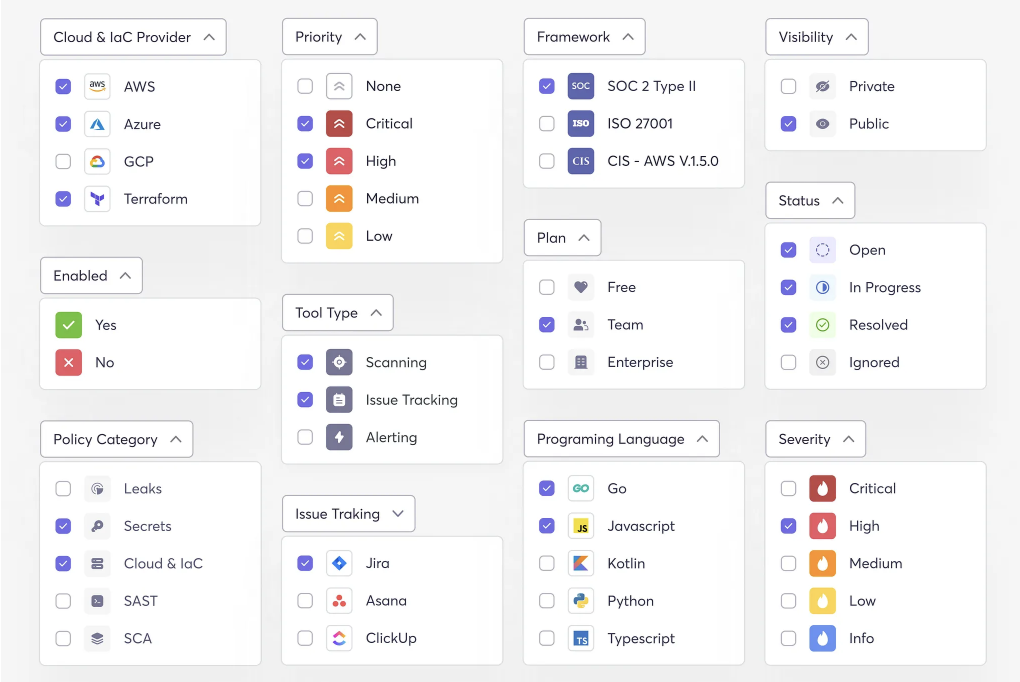 Cloud & IaC Provider
aws AWS
Azure
GCP
Terraform
Enabled
Yes
No
Policy Category
Leaks
Secrets
Cloud & IaC
SAST
SCA
Priority
None
Critical
High
Medium
Low
Tool Type
Scanning
Issue Tracking
Alerting
Issue Traking
Jira
Asana
ClickUp
Framework
SOC SOC 2 Type II
ISO ISO 27001
CIS CIS - AWS V.1.5.0
Plan
Free
Team
Enterprise
Programing Language
GO Go
JS Javascript
Kotlin
Python
TS Typescript
Visibility
Private
Public
Status
Open
In Progress
Resolved
Ignored
Severity
Critical
High
Medium
Low
Info